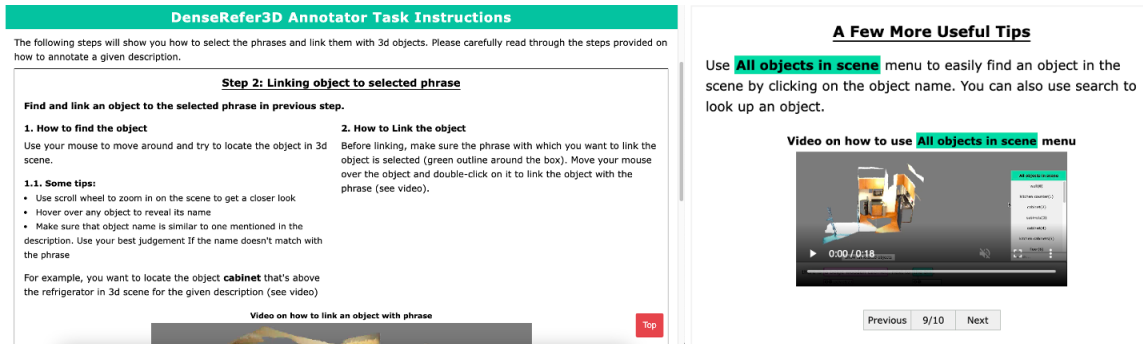 DenseRefer3D Annotator Task Instructions
The following steps will show you how to select the phrases and link them with 3d objects. Please carefully read through the steps provided on
how to annotate a given description.
Step 2: Linking object to selected phrase
Find and link an object to the selected phrase in previous step.
1. How to find the object
Use your mouse to move around and try to locate the object in 3d
scene.
1.1. Some tips:
• Use scroll wheel to zoom in on the scene to get a closer look
• Hover over any object to reveal its name
• Make sure that object name is similar to one mentioned in the
description. Use your best judgement If the name doesn't match with
the phrase
For example, you want to locate the object cabinet that's above
the refrigerator in 3d scene for the given description (see video)
2. How to Link the object
Before linking, make sure the phrase with which you want to link the
object is selected (green outline around the box). Move your mouse
over the object and double-click on it to link the object with the
phrase (see video).
Video on how to link an object with phrase
Top
A Few More Useful Tips
Use All objects in scene menu to easily find an object in the
scene by clicking on the object name. You can also use search to
look up an object.
Video on how to use All objects in scene menu
All objects in scene
0:00 / 0:18
Previous 9/10 Next